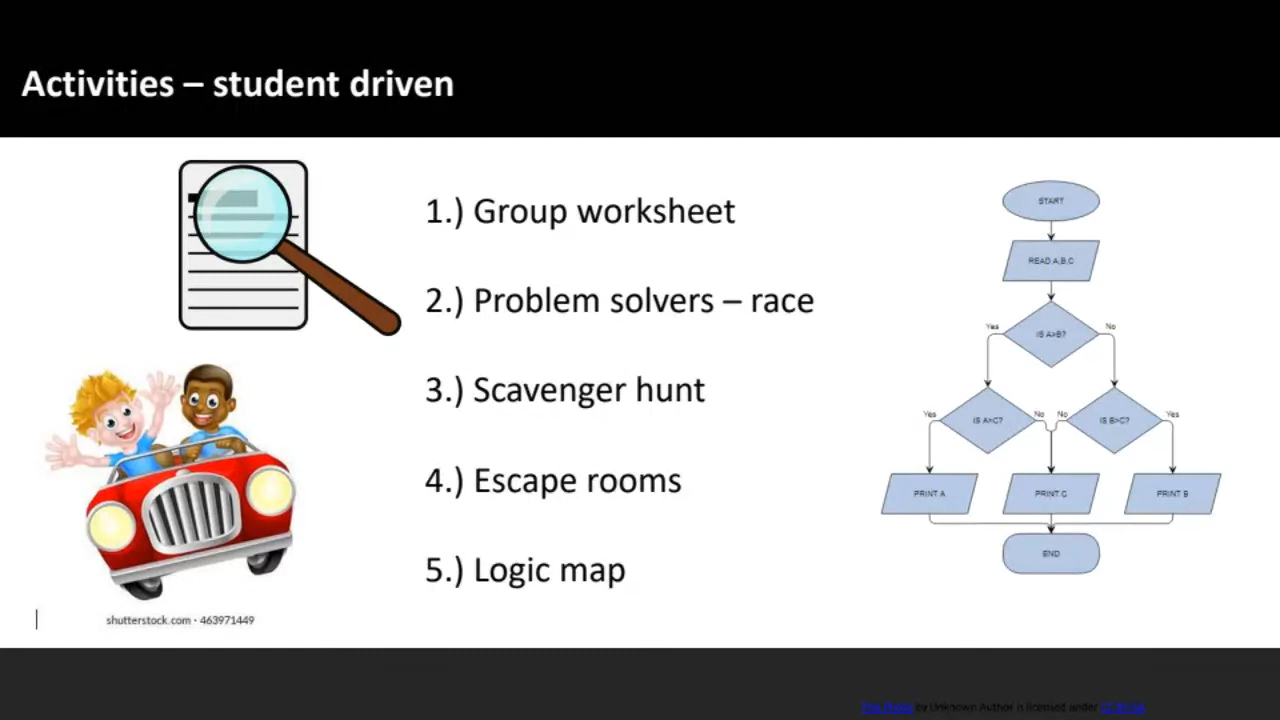 Activities – student driven
1.) Group worksheet
2.) Problem solvers – race
3.) Scavenger hunt
4.) Escape rooms
5.) Logic map
START
READ A,B,C
IS A>B?
Yes
No
IS A>C?
IS B>C?
Yes
No
No
Yes
PRINT A
PRINT C
PRINT B
END
shutterstock.com · 463971449
This Photo by Unknown Author is licensed under